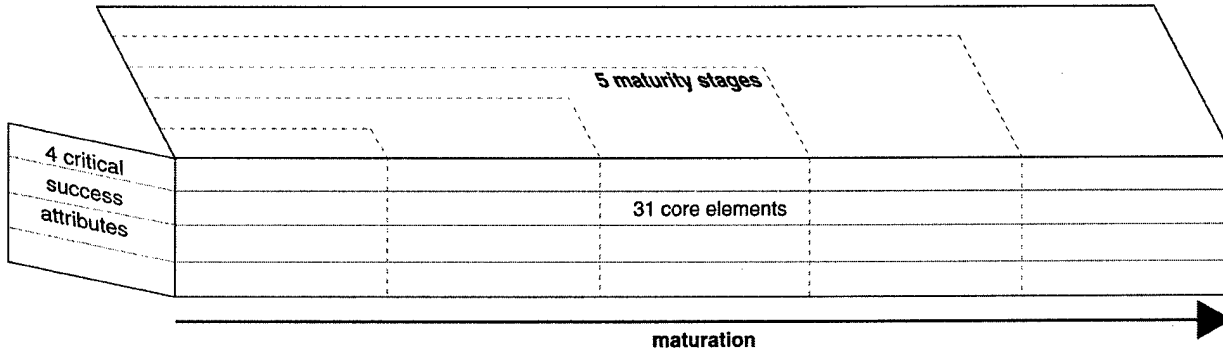 5 maturity stages
4 critical
success
attributes
31 core elements
maturation